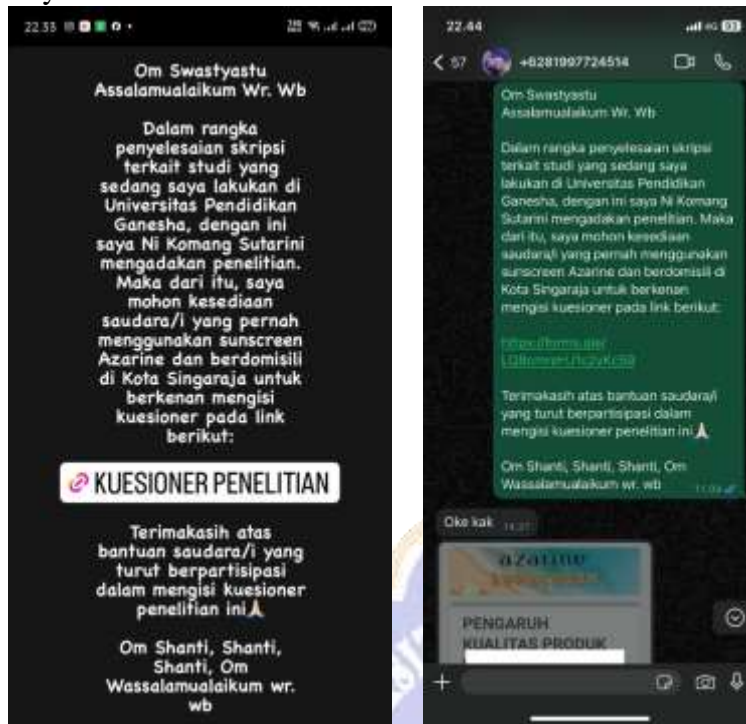 22.33
Om Swastyastu
Assalamualaikum Wr. Wb
Dalam rangka
penyelesaian skripsi
terkait studi yang
sedang saya lakukan di
Universitas Pendidikan
Ganesha, dengan ini
saya Ni Komang Sutarini
mengadakan penelitian.
Maka dari itu, saya
mohon kesediaan
saudara/i yang pernah
menggunakan sunscreen
Azarine dan berdomisili
di Kota Singaraja untuk
berkenan mengisi
kuesioner pada link
berikut:
KUESIONER PENELITIAN
Terimakasih atas
bantuan saudara/i yang
turut berpartisipasi
dalam mengisi kuesioner
penelitian ini🙏
Om Shanti, Shanti,
Shanti, Om
Wassalamualaikum wr.
wb
22.44
57 +6281997724514
Om Swastyastu
Assalamualaikum Wr. Wb
Dalam rangka penyelesaian skripsi
terkait studi yang sedang saya
lakukan di Universitas Pendidikan
Ganesha, dengan ini saya Ni Komang
Sutarini mengadakan penelitian. Maka
dari itu, saya mohon kesediaan
saudara/i yang pernah menggunakan
sunscreen Azarine dan berdomisili di
Kota Singaraja untuk berkenan
mengisi kuesioner pada link berikut:
Terimakasih atas bantuan saudara/i
yang turut berpartisipasi dalam
mengisi kuesioner penelitian ini🙏
Om Shanti, Shanti, Shanti, Om
Wassalamualaikum wr. wb
Oke kak
azarine
PENGARUH
KUALITAS PRODUK